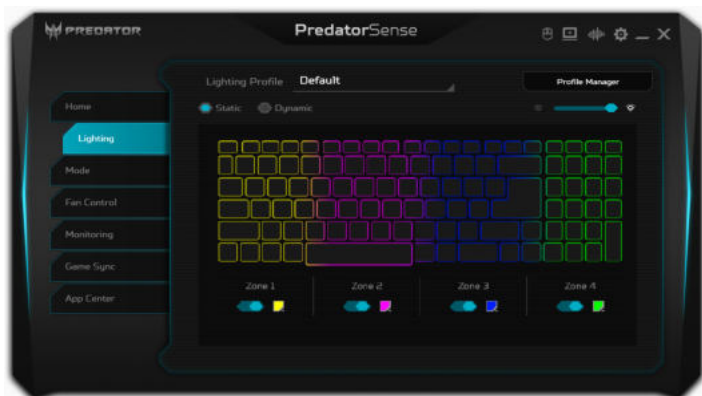 PREDATOR
PredatorSense
Lighting Profile Default
Profile Manager
Static Dynamic
Home
Lighting
Mode
Fan Control
Monitoring
Game Sync
App Center
Zone 1 Zone 2 Zone 3 Zone 4